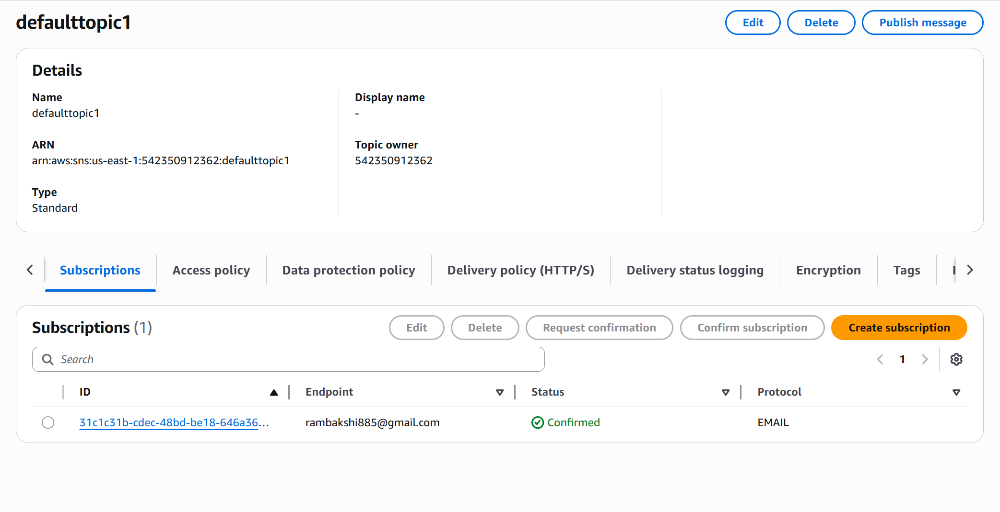 defaulttopic1
Edit
Delete
Publish message
Details
Name
defaulttopic1
Display name
-
ARN
arn:aws:sns:us-east-1:542350912362:defaulttopic1
Topic owner
542350912362
Type
Standard
Subscriptions
Access policy
Data protection policy
Delivery policy (HTTP/S)
Delivery status logging
Encryption
Tags
Subscriptions (1)
Edit
Delete
Request confirmation
Confirm subscription
Create subscription
Search
1
ID
Endpoint
Status
Protocol
31c1c31b-cdec-48bd-be18-646a36...
rambakshi885@gmail.com
Confirmed
EMAIL